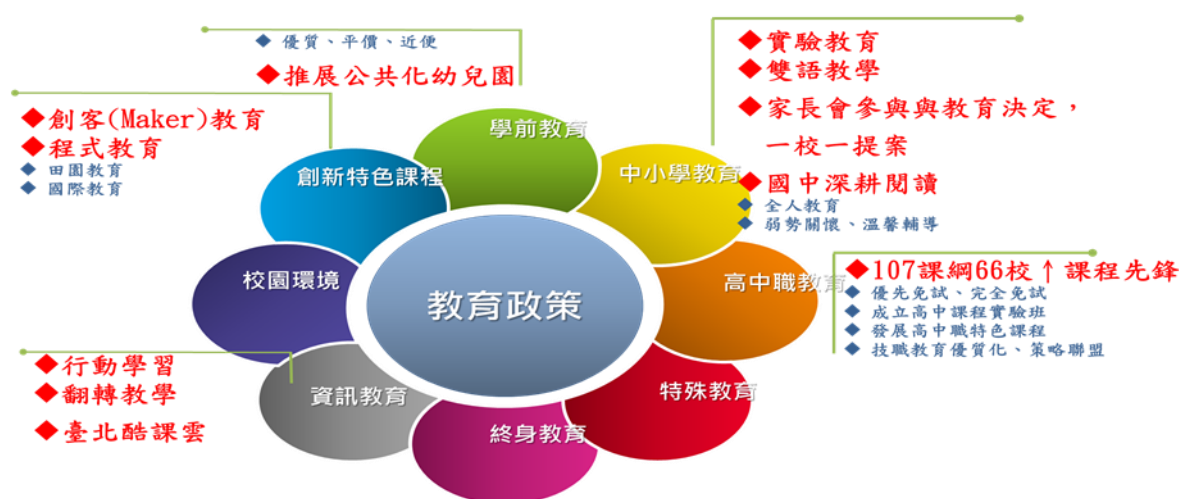 ◆ 優質、平價、近便
◆推展公共化幼兒園
◆創客(Maker)教育
◆程式教育
◆ 田園教育
◆ 國際教育
◆實驗教育
◆雙語教學
◆家長會參與與教育決定，
一校一提案
◆國中深耕閱讀
◆ 全人教育
◆ 弱勢關懷、溫馨輔導
學前教育
創新特色課程
中小學教育
校園環境
教育政策
高中職教育
◆107課綱66校↑課程先鋒
◆ 優先免試、完全免試
◆ 成立高中課程實驗班
◆ 發展高中職特色課程
◆ 技職教育優質化、策略聯盟
◆行動學習
◆翻轉教學
◆臺北酷課雲
資訊教育
終身教育
特殊教育